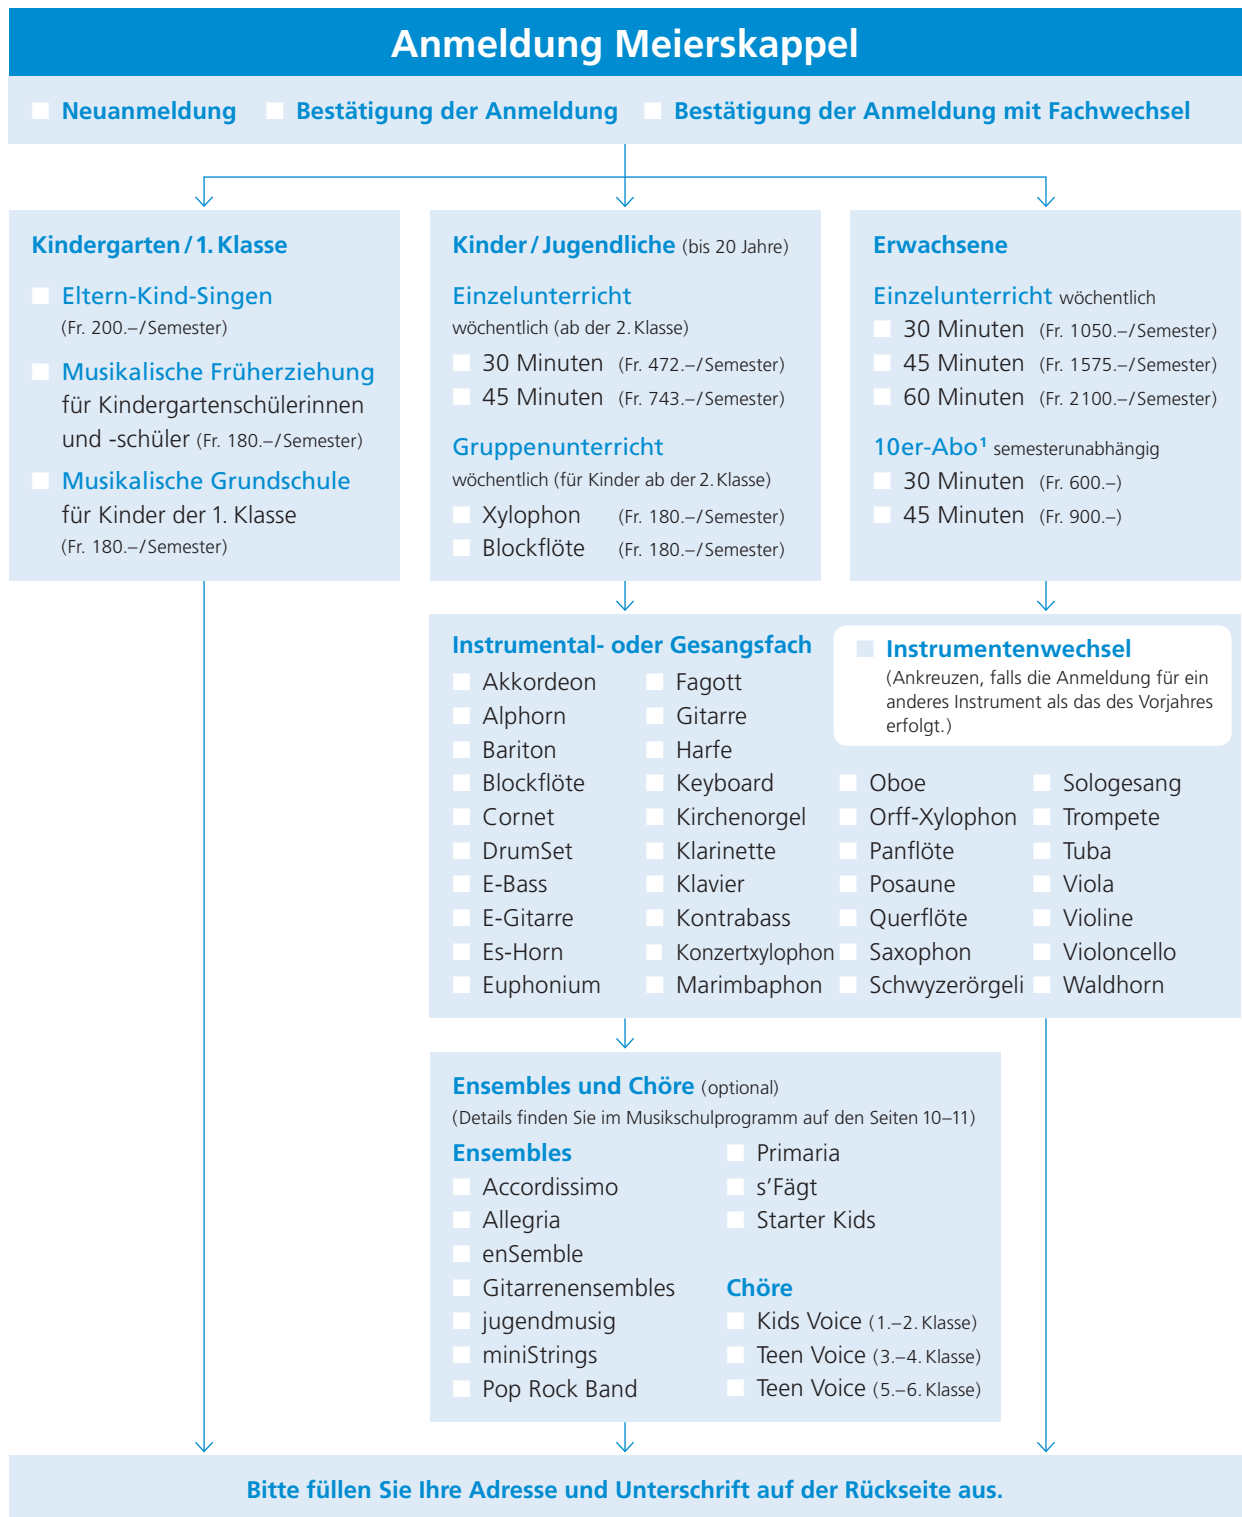 Anmeldung Meierskappel
Neuanmeldung
Bestätigung der Anmeldung
Bestätigung der Anmeldung mit Fachwechsel
Kindergarten / 1. Klasse
Eltern-Kind-Singen
(Fr. 200.–/Semester)
Musikalische Früherziehung
für Kindergartenschülerinnen
und -schüler (Fr. 180.–/Semester)
Musikalische Grundschule
für Kinder der 1. Klasse
(Fr. 180.–/Semester)
Kinder / Jugendliche (bis 20 Jahre)
Einzelunterricht
wöchentlich (ab der 2. Klasse)
30 Minuten (Fr. 472.–/Semester)
45 Minuten (Fr. 743.–/Semester)
Gruppenunterricht
wöchentlich (für Kinder ab der 2. Klasse)
Xylophon (Fr. 180.–/Semester)
Blockflöte (Fr. 180.–/Semester)
Erwachsene
Einzelunterricht wöchentlich
30 Minuten (Fr. 1050.–/Semester)
45 Minuten (Fr. 1575.–/Semester)
60 Minuten (Fr. 2100.–/Semester)
10er-Abo¹ semesterunabhängig
30 Minuten (Fr. 600.–)
45 Minuten (Fr. 900.–)
Instrumental- oder Gesangsfach
Akkordeon
Alphorn
Bariton
Blockflöte
Cornet
DrumSet
E-Bass
E-Gitarre
Es-Horn
Euphonium
Fagott
Gitarre
Harfe
Keyboard
Kirchenorgel
Klarinette
Klavier
Kontrabass
Konzertxylophon
Marimbaphon
Instrumentenwechsel
(Ankreuzen, falls die Anmeldung für ein
anderes Instrument als das des Vorjahres
erfolgt.)
Oboe
Orff-Xylophon
Panflöte
Posaune
Querflöte
Saxophon
Schwyzerörgeli
Sologesang
Trompete
Tuba
Viola
Violine
Violoncello
Waldhorn
Ensembles und Chöre (optional)
(Details finden Sie im Musikschulprogramm auf den Seiten 10–11)
Ensembles
Accordissimo
Allegria
enSemble
Gitarrenensembles
jugendmusig
miniStrings
Pop Rock Band
Primaria
s’Fägt
Starter Kids
Chöre
Kids Voice (1.–2. Klasse)
Teen Voice (3.–4. Klasse)
Teen Voice (5.–6. Klasse)
Bitte füllen Sie Ihre Adresse und Unterschrift auf der Rückseite aus.